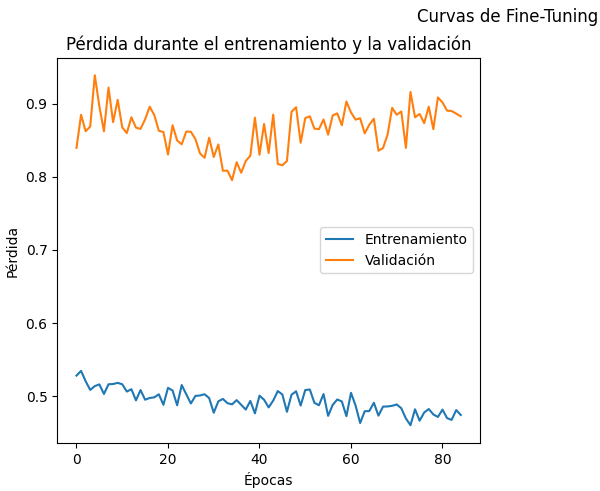 Curvas de Fine-Tuning
Pérdida durante el entrenamiento y la validación
0.9
0.8
0.7
0.6
0.5
Pérdida
Entrenamiento
Validación
0 20 40 60 80
Épocas